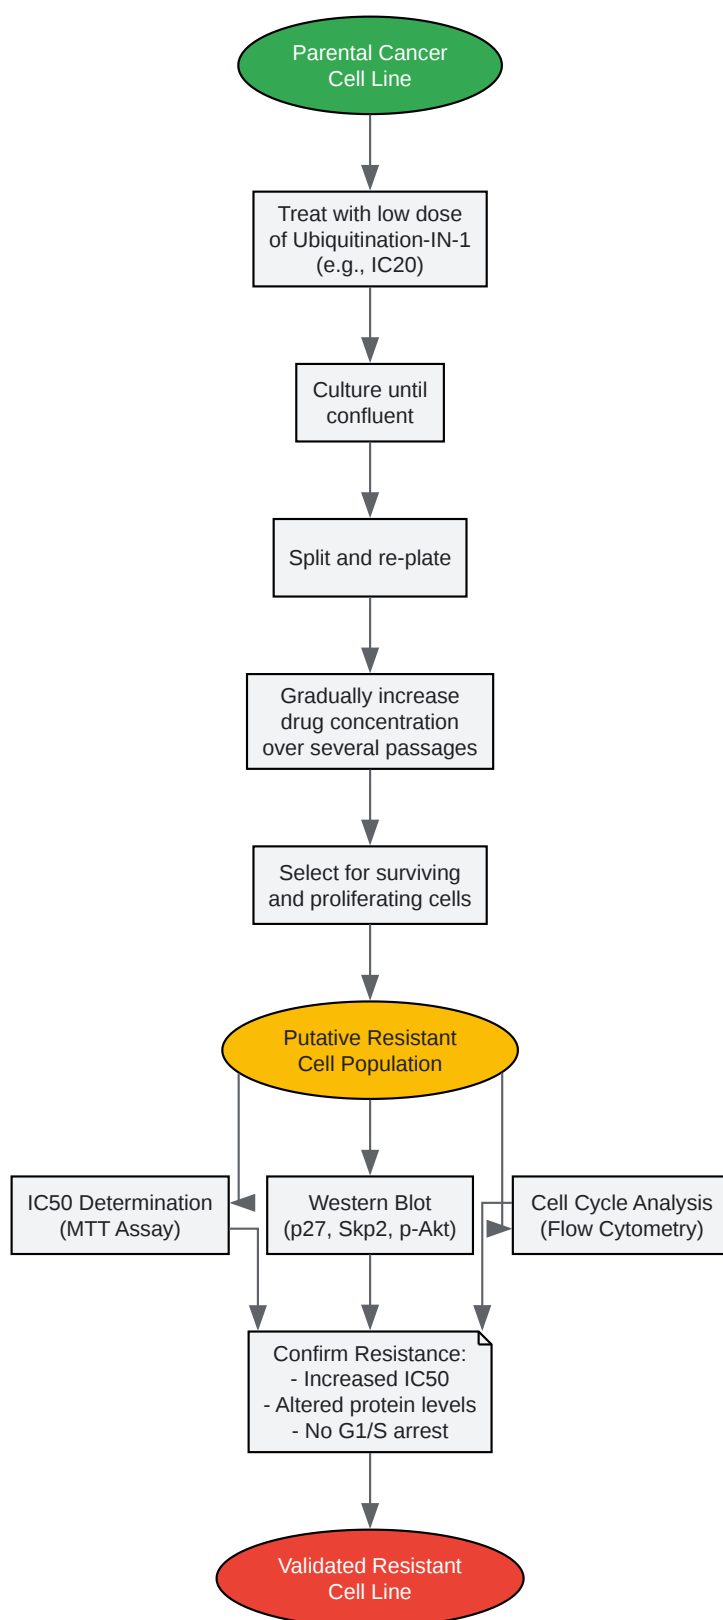 Parental Cancer
Cell Line
Treat with low dose
of Ubiquitination-IN-1
(e.g., IC20)
Culture until
confluent
Split and re-plate
Gradually increase
drug concentration
over several passages
Select for surviving
and proliferating cells
Putative Resistant
Cell Population
IC50 Determination
(MTT Assay)
Western Blot
(p27, Skp2, p-Akt)
Cell Cycle Analysis
(Flow Cytometry)
Confirm Resistance:
- Increased IC50
- Altered protein levels
- No G1/S arrest
Validated Resistant
Cell Line